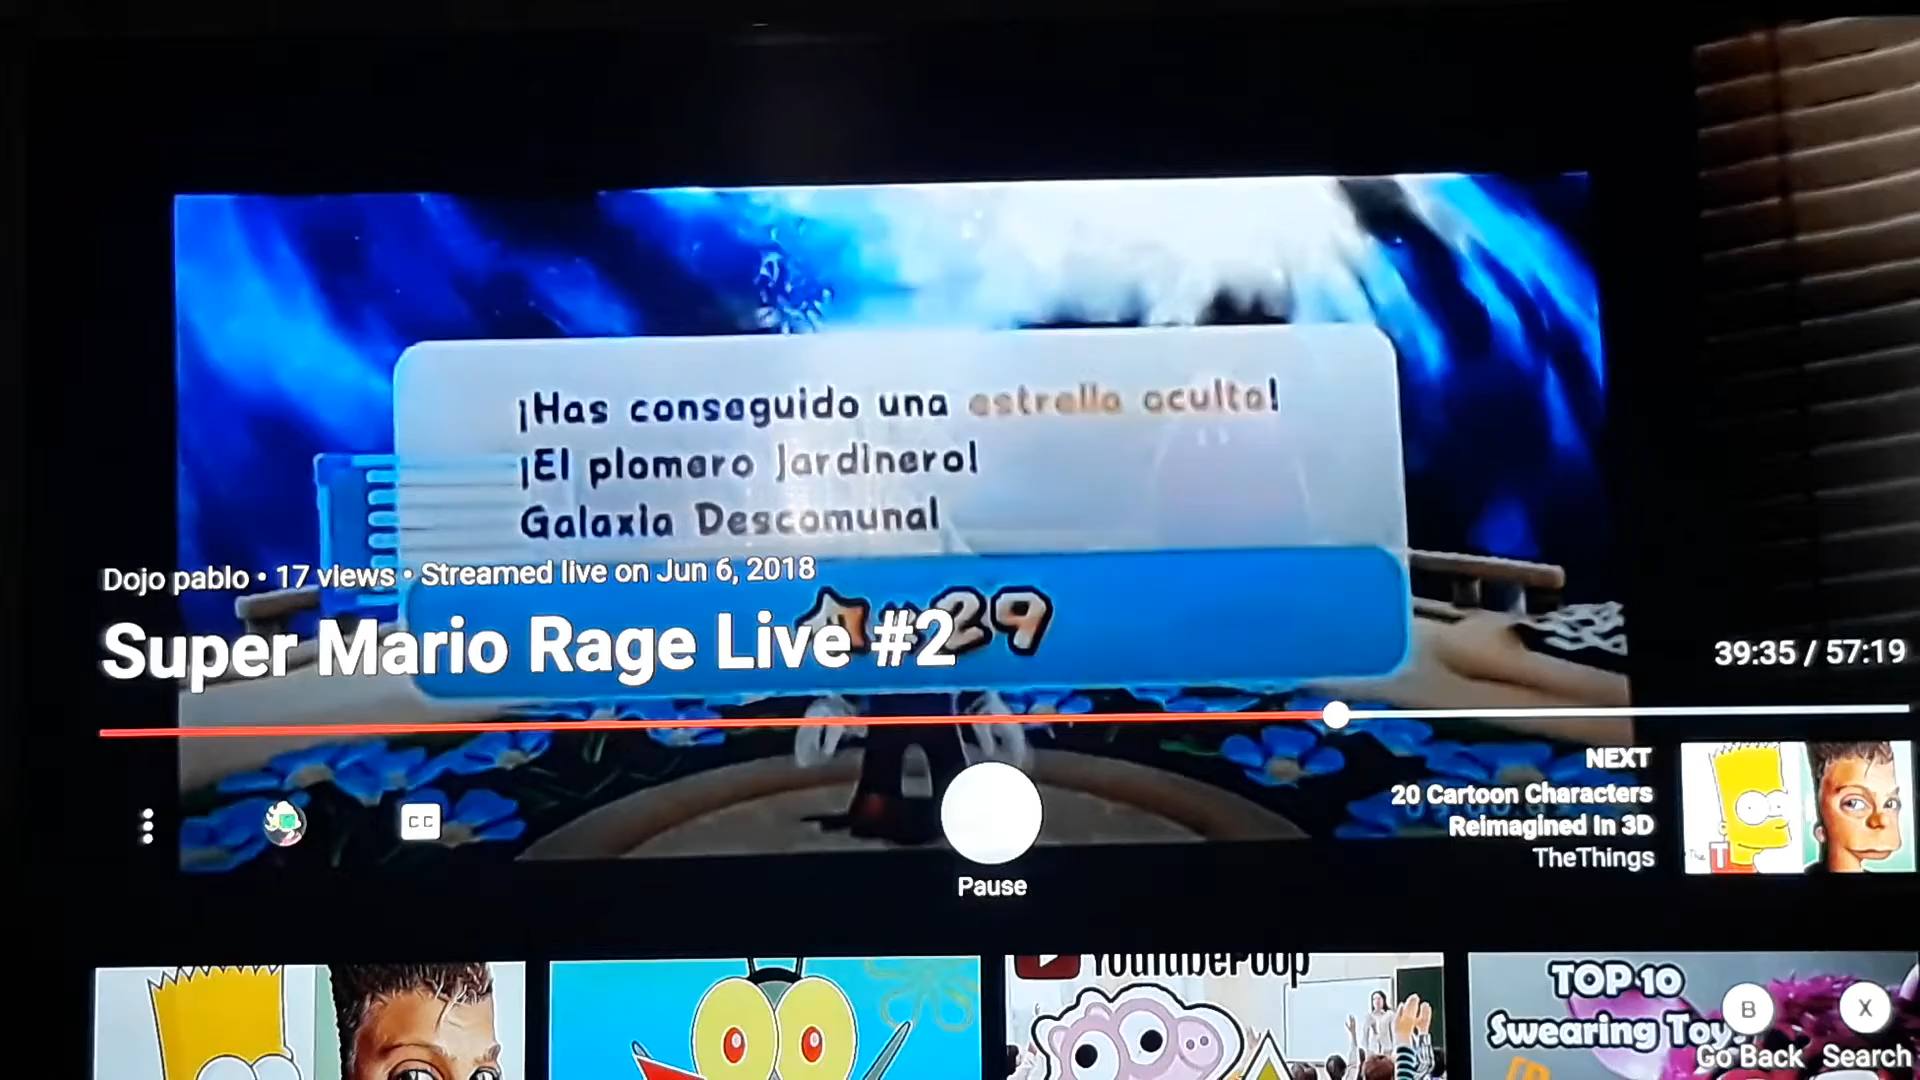 ¡Has conseguido una estrella oculta!
¡El plomero jardinero!
Galaxia Descomunal
29
Dojo pablo • 17 views • Streamed live on Jun 6, 2018
Super Mario Rage Live #2
39:35 / 57:19
NEXT
20 Cartoon Characters
Reimagined In 3D
TheThings
The T
CC
Pause
YouTubePoop
TOP 10
Swearing Toy
B
X
Go Back
Search